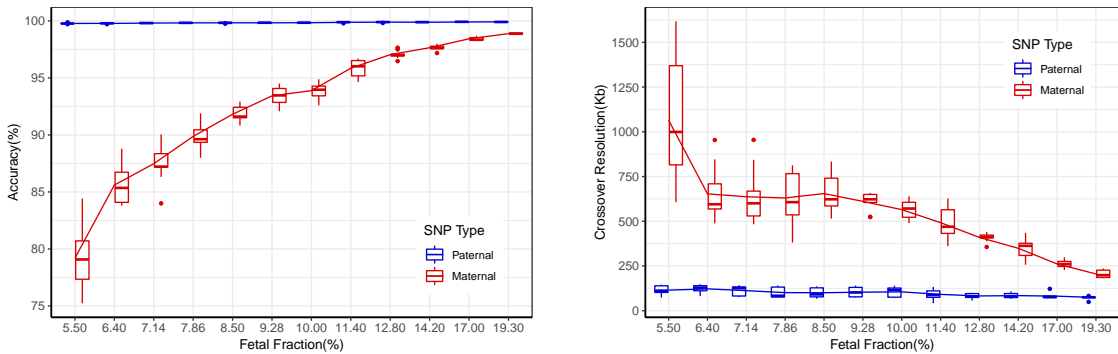 100
95
90
85
80
75
Accuracy(%)
SNP Type
Paternal
Maternal
5.50 6.40 7.14 7.86 8.50 9.28 10.00 11.40 12.80 14.20 17.00 19.30
Fetal Fraction(%)
1500
1250
1000
750
500
250
0
Crossover Resolution(Kb)
SNP Type
Paternal
Maternal
5.50 6.40 7.14 7.86 8.50 9.28 10.00 11.40 12.80 14.20 17.00 19.30
Fetal Fraction(%)